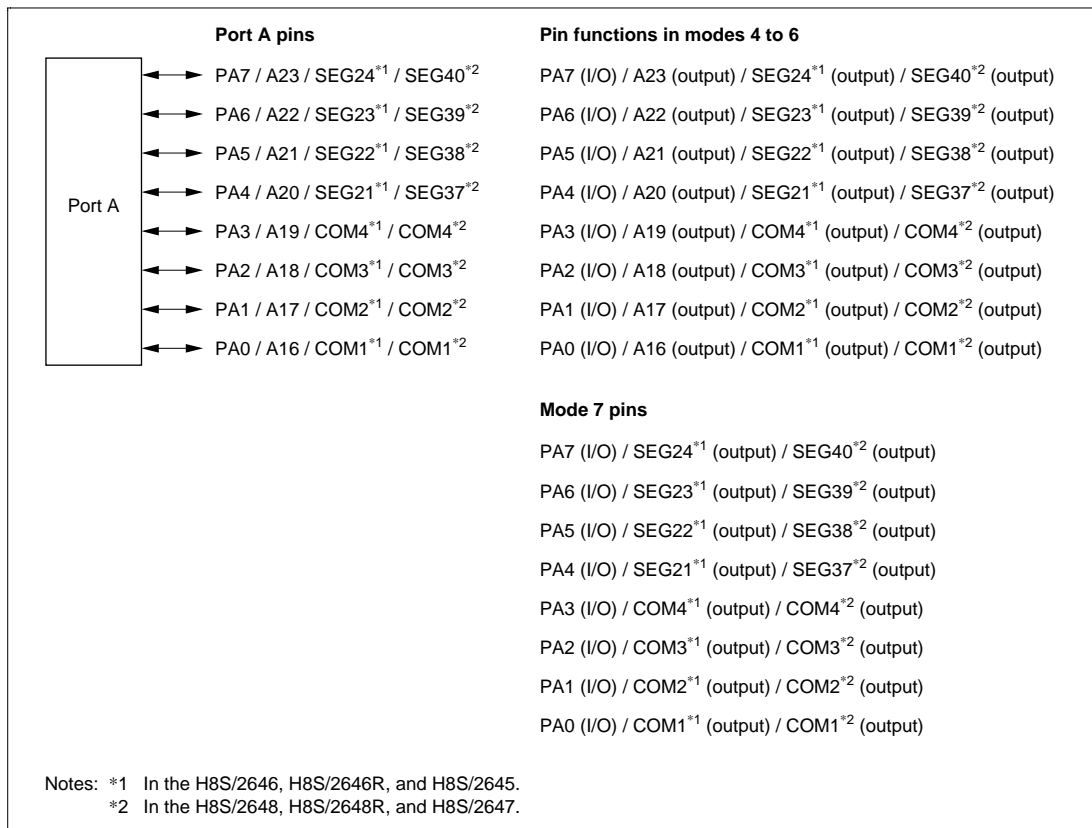 Port A pins Pin functions in modes 4 to 6
Port A
PA7 / A23 / SEG24*1 / SEG40*2 PA7 (I/O) / A23 (output) / SEG24*1 (output) / SEG40*2 (output)
PA6 / A22 / SEG23*1 / SEG39*2 PA6 (I/O) / A22 (output) / SEG23*1 (output) / SEG39*2 (output)
PA5 / A21 / SEG22*1 / SEG38*2 PA5 (I/O) / A21 (output) / SEG22*1 (output) / SEG38*2 (output)
PA4 / A20 / SEG21*1 / SEG37*2 PA4 (I/O) / A20 (output) / SEG21*1 (output) / SEG37*2 (output)
PA3 / A19 / COM4*1 / COM4*2 PA3 (I/O) / A19 (output) / COM4*1 (output) / COM4*2 (output)
PA2 / A18 / COM3*1 / COM3*2 PA2 (I/O) / A18 (output) / COM3*1 (output) / COM3*2 (output)
PA1 / A17 / COM2*1 / COM2*2 PA1 (I/O) / A17 (output) / COM2*1 (output) / COM2*2 (output)
PA0 / A16 / COM1*1 / COM1*2 PA0 (I/O) / A16 (output) / COM1*1 (output) / COM1*2 (output)
Mode 7 pins
PA7 (I/O) / SEG24*1 (output) / SEG40*2 (output)
PA6 (I/O) / SEG23*1 (output) / SEG39*2 (output)
PA5 (I/O) / SEG22*1 (output) / SEG38*2 (output)
PA4 (I/O) / SEG21*1 (output) / SEG37*2 (output)
PA3 (I/O) / COM4*1 (output) / COM4*2 (output)
PA2 (I/O) / COM3*1 (output) / COM3*2 (output)
PA1 (I/O) / COM2*1 (output) / COM2*2 (output)
PA0 (I/O) / COM1*1 (output) / COM1*2 (output)
Notes: *1 In the H8S/2646, H8S/2646R, and H8S/2645.
*2 In the H8S/2648, H8S/2648R, and H8S/2647.